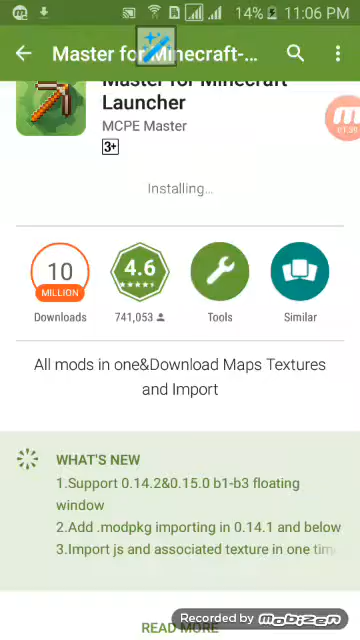 14% 11:06 PM
Master for Minecraft-...
Master for Minecraft
Launcher
MCPE Master
3+
1:59
Installing...
10
MILLION
4.6
Downloads
741,053
Tools
Similar
All mods in one&Download Maps Textures
and Import
WHAT'S NEW
1.Support 0.14.2&0.15.0 b1-b3 floating
window
2.Add .modpkg importing in 0.14.1 and below
3.Import js and associated texture in one time
READ MORE
Recorded by mobizen